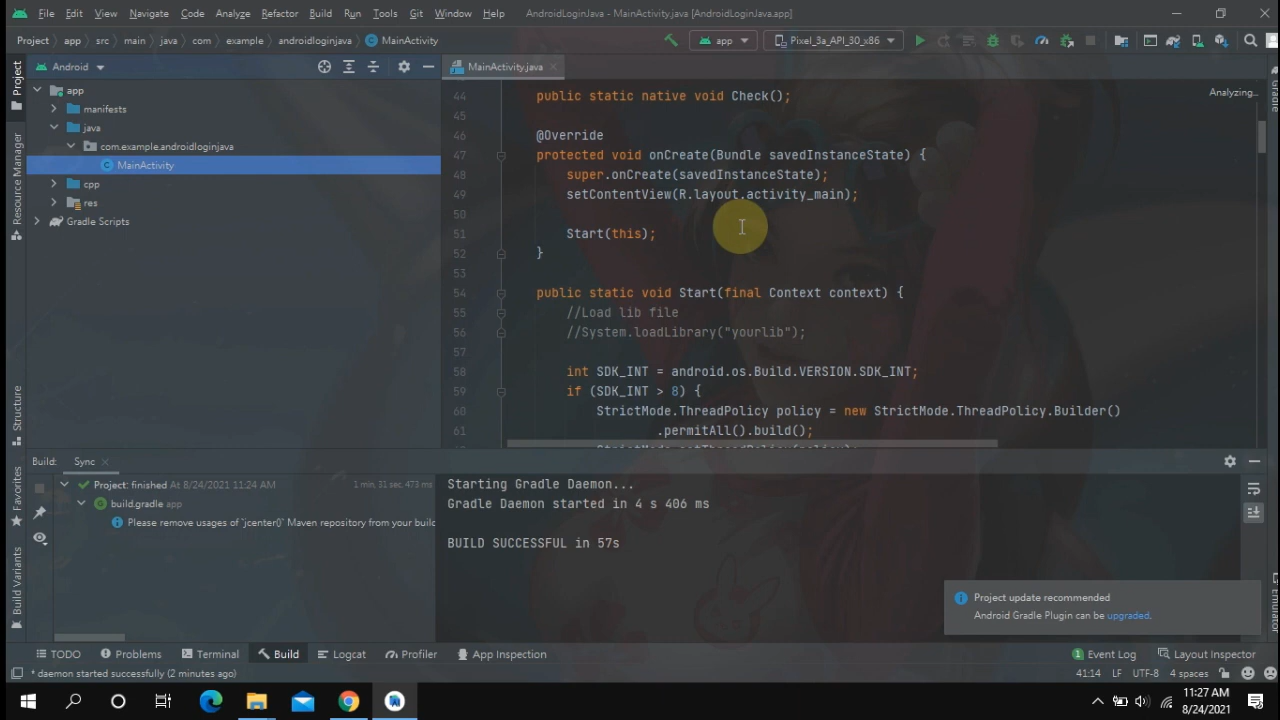 File Edit View Navigate Code Analyze Refactor Build Run Tools Git Window Help AndroidLoginJava - MainActivity.java [AndroidLoginJava.app]
Project app src main java com example androidloginjava MainActivity app Pixel_3a_API_30_x86
Project
Resource Manager
Structure
Favorites
Build Variants
Android
app
manifests
java
com.example.androidloginjava
MainActivity
cpp
res
Gradle Scripts
MainActivity.java
Analyzing...
Gradle
44 public static native void Check();
45
46 @Override
47 protected void onCreate(Bundle savedInstanceState) {
48 super.onCreate(savedInstanceState);
49 setContentView(R.layout.activity_main);
50
51 Start(this);
52 }
53
54 public static void Start(final Context context) {
55 //Load lib file
56 //System.loadLibrary("yourlib");
57
58 int SDK_INT = android.os.Build.VERSION.SDK_INT;
59 if (SDK_INT > 8) {
60 StrictMode.ThreadPolicy policy = new StrictMode.ThreadPolicy.Builder()
61 .permitAll().build();
Build: Sync
Project: finished At 8/24/2021 11:24 AM 1 min, 31 sec, 473 ms
build.gradle app
Please remove usages of `jcenter()` Maven repository from your build
Starting Gradle Daemon...
Gradle Daemon started in 4 s 406 ms
BUILD SUCCESSFUL in 57s
Project update recommended
Android Gradle Plugin can be upgraded.
Emulator
TODO Problems Terminal Build Logcat Profiler App Inspection 1 Event Log Layout Inspector
* daemon started successfully (2 minutes ago) 41:14 LF UTF-8 4 spaces
11:27 AM
8/24/2021